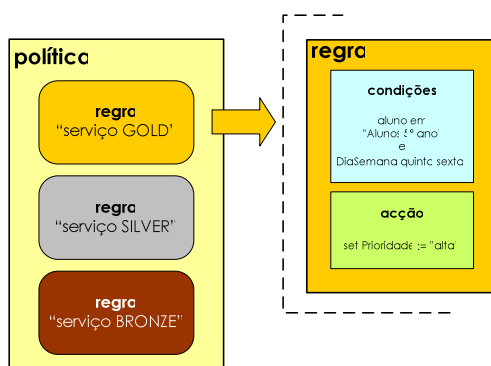 política
regra
"serviço GOLD"
regra
"serviço SILVER"
regra
"serviço BRONZE"
regra
condições
aluno em
"Alunos 5º ano"
e
DiaSemana quinta sexta
acção
set Prioridade := "alta"